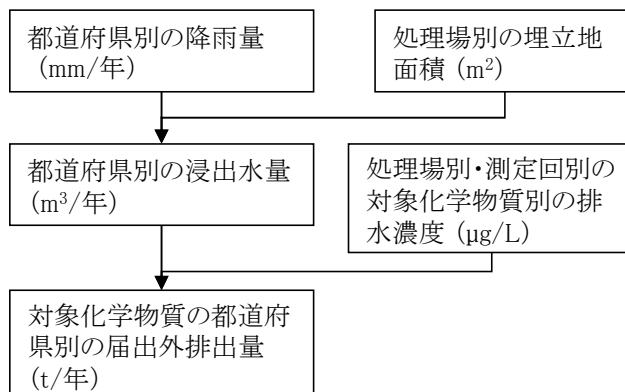 都道府県別の降雨量
(mm/年)
処理場別の埋立地
面積 (m²)
都道府県別の浸出水量
(m³/年)
処理場別・測定回別の
対象化学物質別の排
水濃度 (μg/L)
対象化学物質の都道府
県別の届出外排出量
(t/年)